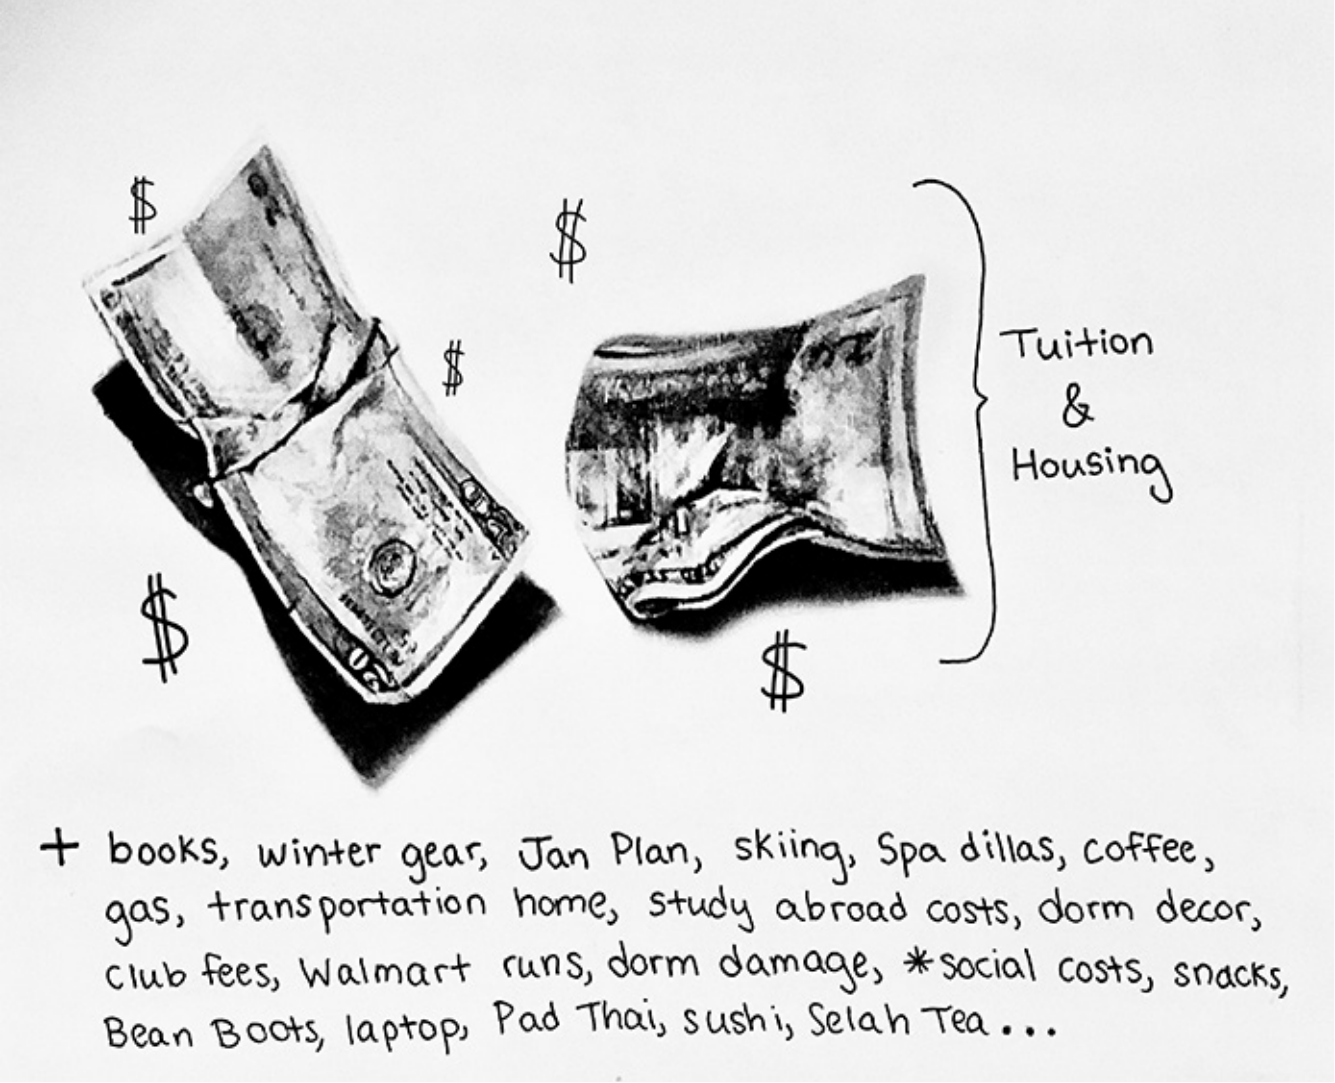 $
$
$
$
$
Tuition
&
Housing
+ books, winter gear, Jan Plan, skiing, Spa dillas, coffee,
gas, transportation home, study abroad costs, dorm decor,
club fees, Walmart runs, dorm damage, *social costs, snacks,
Bean Boots, laptop, Pad Thai, sushi, Selah Tea...